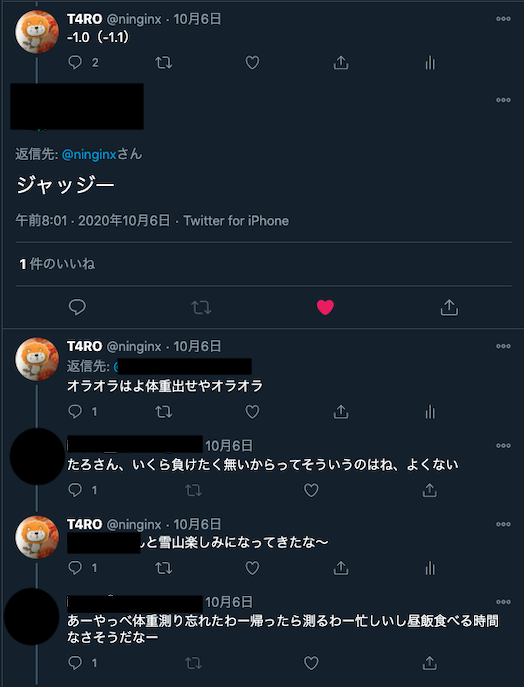 T4RO @ninginx · 10月6日
-1.0（-1.1）
2
返信先: @ninginxさん
ジャッジー
午前8:01 · 2020年10月6日 · Twitter for iPhone
1 件のいいね
T4RO @ninginx · 10月6日
返信先:
オラオラはよ体重出せやオラオラ
1
10月6日
たろさん、いくら負けたく無いからってそういうのはね、よくない
1
T4RO @ninginx · 10月6日
と雪山楽しみになってきたな〜
1
10月6日
あーやっべ体重測り忘れたわー帰ったら測るわー忙しいし昼飯食べる時間
なさそうだなー
1